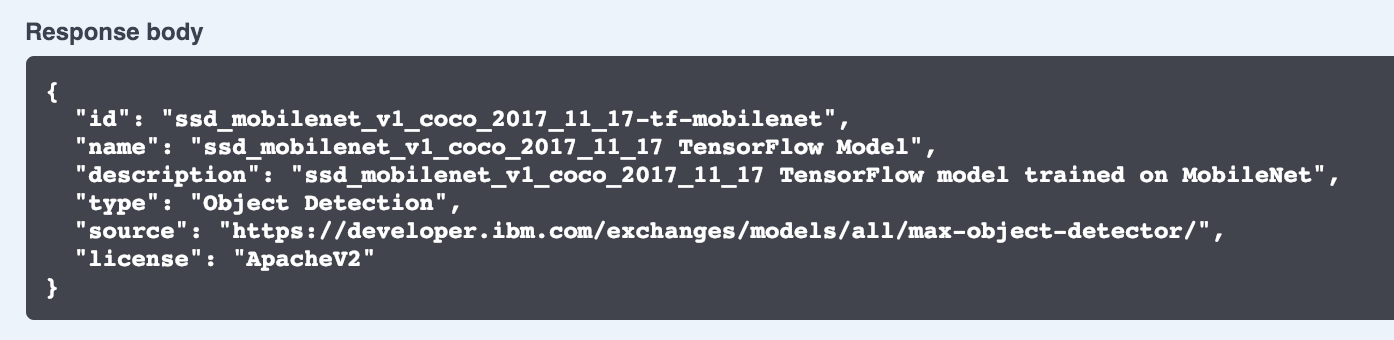 Response body
{
"id": "ssd_mobilenet_v1_coco_2017_11_17-tf-mobilenet",
"name": "ssd_mobilenet_v1_coco_2017_11_17 TensorFlow Model",
"description": "ssd_mobilenet_v1_coco_2017_11_17 TensorFlow model trained on MobileNet",
"type": "Object Detection",
"source": "https://developer.ibm.com/exchanges/models/all/max-object-detector/",
"license": "ApacheV2"
}